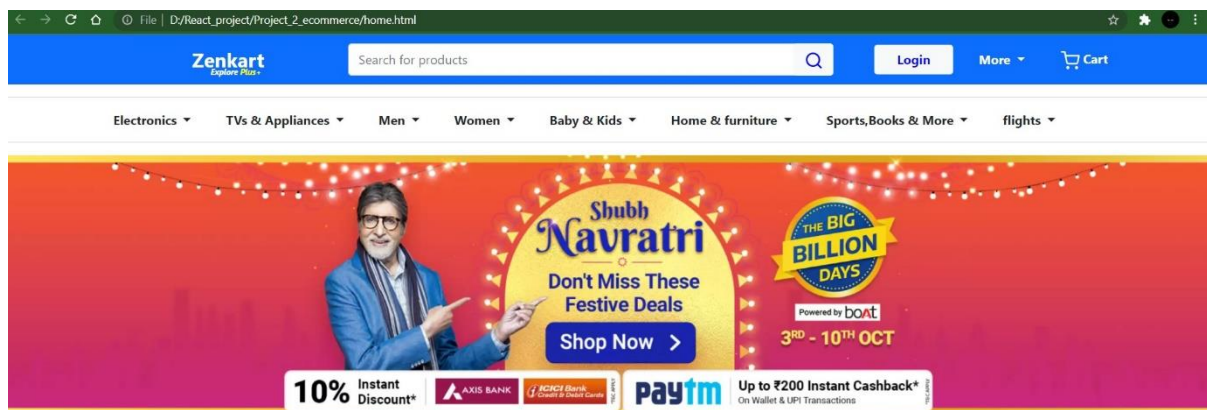 File | D:/React_project/Project_2_ecommerce/home.html
Zenkart
Explore Plus+
Search for products
Login
More
Cart
Electronics
TVs & Appliances
Men
Women
Baby & Kids
Home & furniture
Sports,Books & More
flights
Shubh
Navratri
Don't Miss These
Festive Deals
Shop Now >
THE BIG
BILLION
DAYS
Powered by boAt
3RD - 10TH OCT
10% Instant
Discount*
AXIS BANK
ICICI Bank
Credit & Debit Cards
paytm
Up to ₹200 Instant Cashback*
On Wallet & UPI Transactions